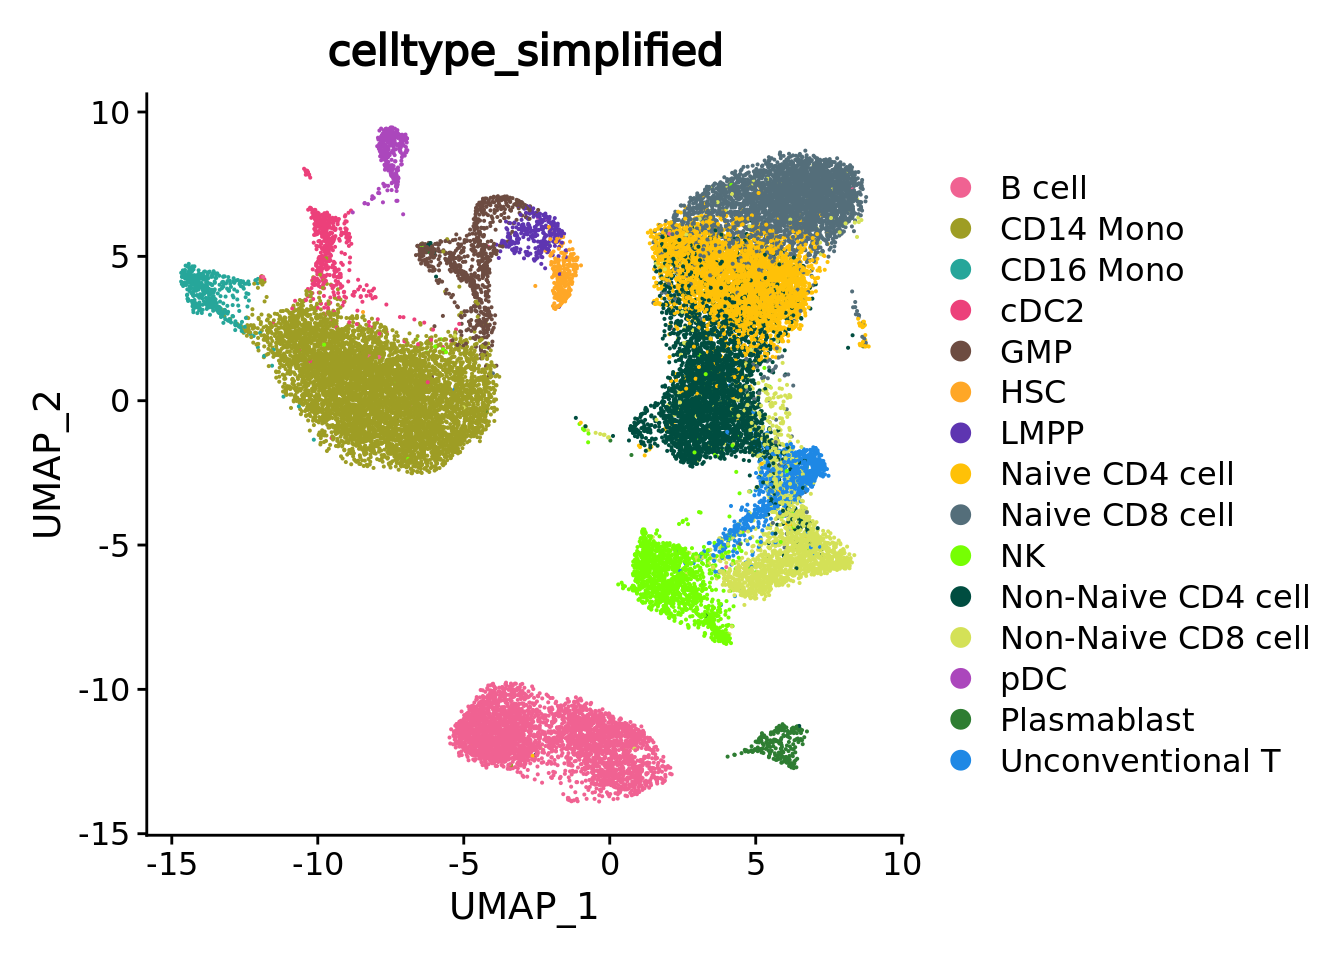 celltype_simplified
10
5
0
-5
-10
-15
UMAP_2
-15
-10
-5
0
5
10
UMAP_1
B cell
CD14 Mono
CD16 Mono
cDC2
GMP
HSC
LMPP
Naive CD4 cell
Naive CD8 cell
NK
Non-Naive CD4 cell
Non-Naive CD8 cell
pDC
Plasmablast
Unconventional T